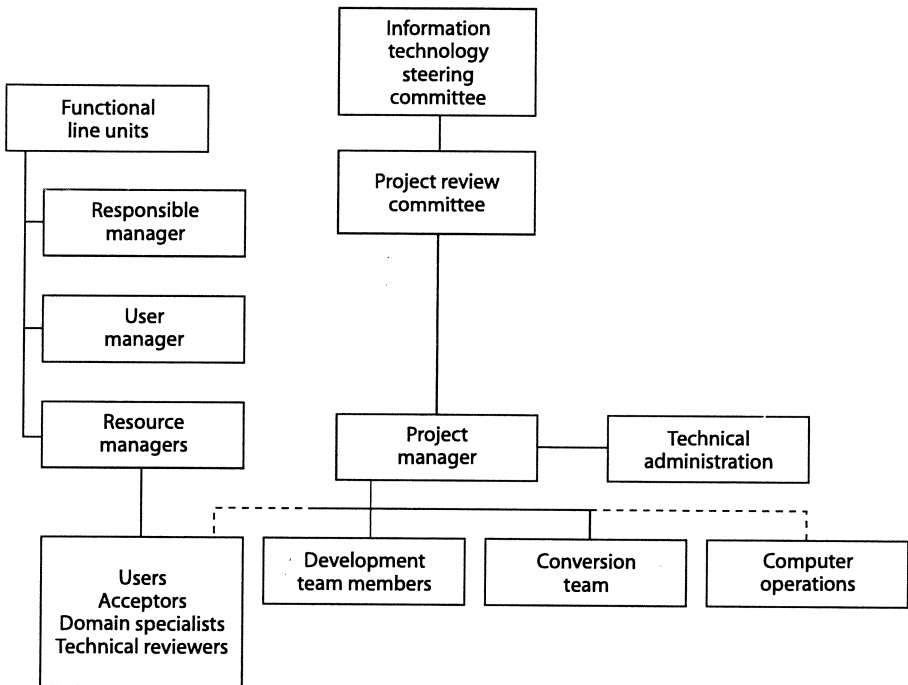 Information
technology
steering
committee
Functional
line units
Project review
committee
Responsible
manager
User
manager
Resource
managers
Project
manager
Technical
administration
Users
Acceptors
Domain specialists
Technical reviewers
Development
team members
Conversion
team
Computer
operations